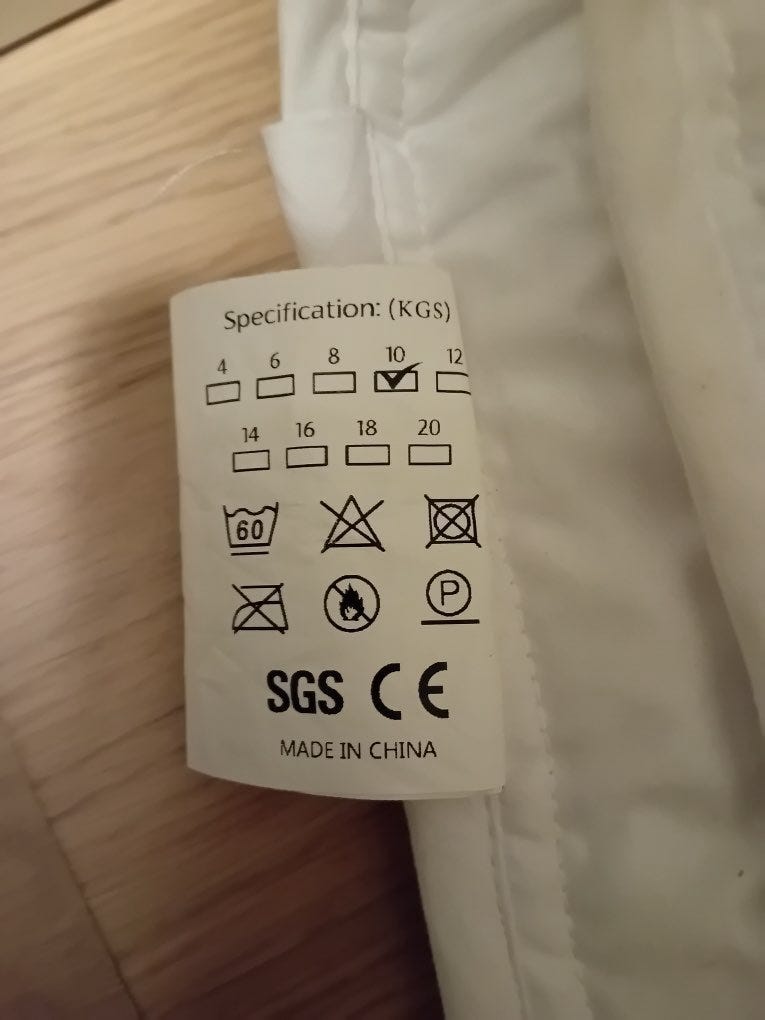 Specification: (KGS)
4 6 8 10 12
14 16 18 20
60
P
SGS CE
MADE IN CHINA